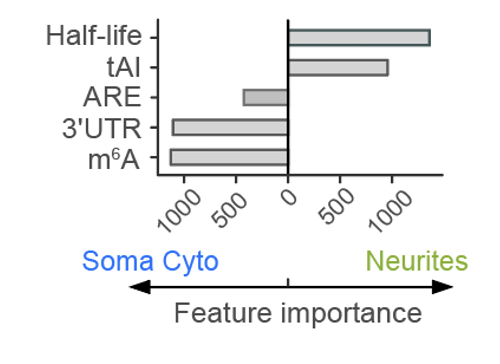 Half-life
tAI
ARE
3'UTR
m⁶A
1000 500 0 500 1000
Soma Cyto Neurites
Feature importance